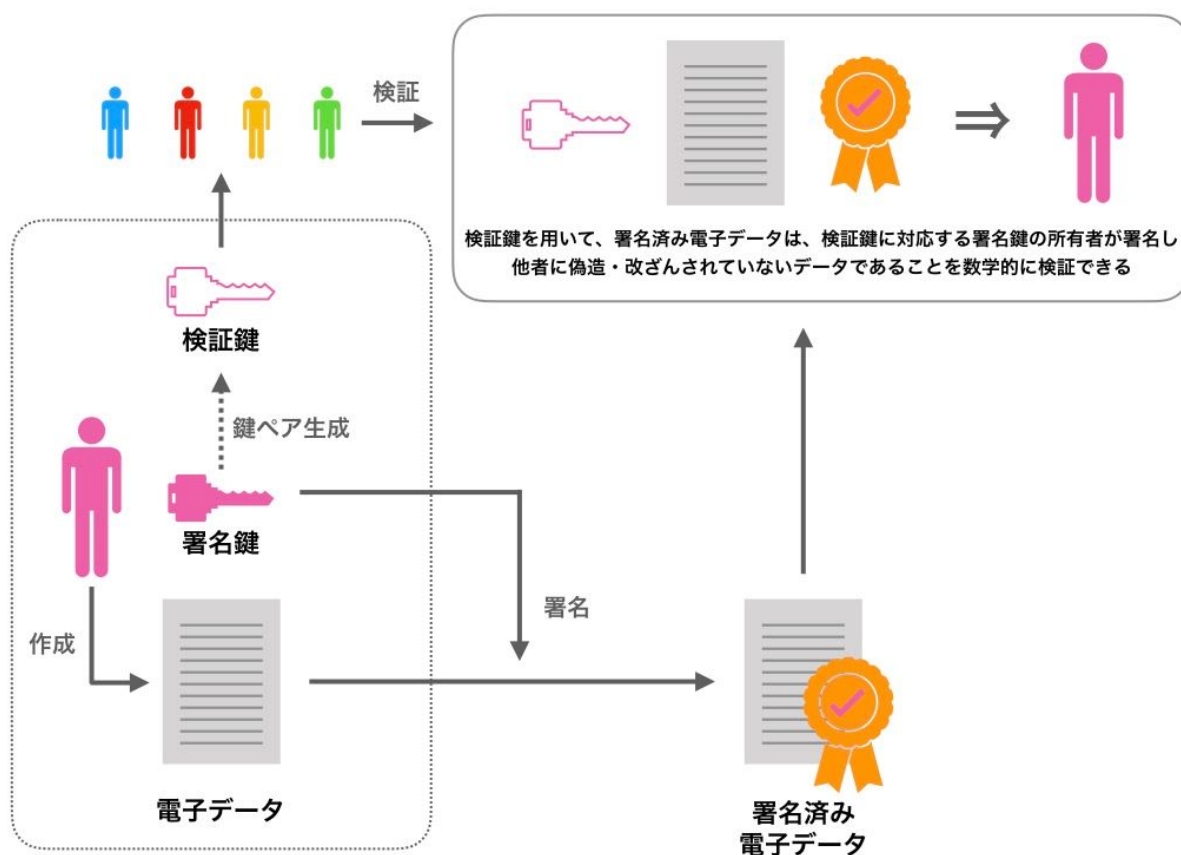 検証
検証鍵を用いて、署名済み電子データは、検証鍵に対応する署名鍵の所有者が署名し
他者に偽造・改ざんされていないデータであることを数学的に検証できる
検証鍵
鍵ペア生成
署名鍵
署名
作成
電子データ
署名済み
電子データ